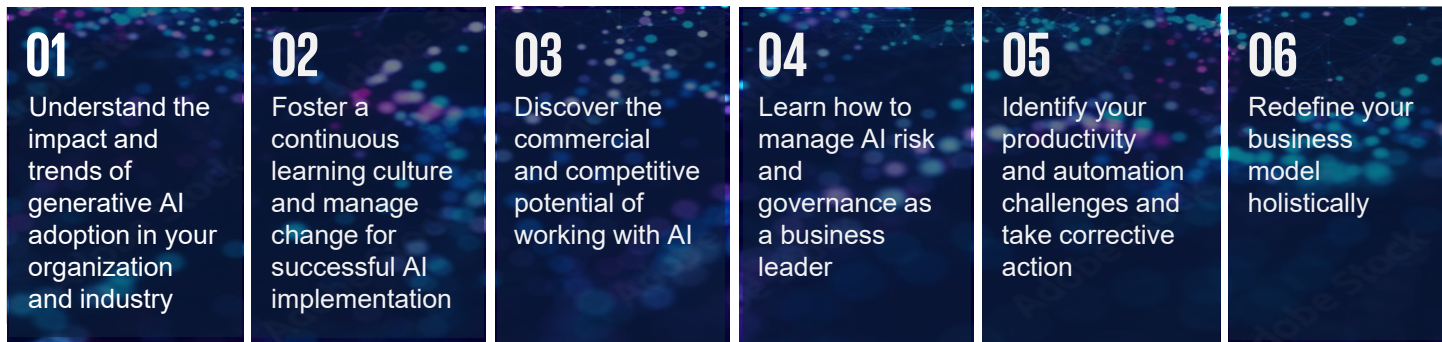 01
Understand the
impact and
trends of
generative AI
adoption in your
organization
and industry
02
Foster a
continuous
learning culture
and manage
change for
successful AI
implementation
03
Discover the
commercial
and competitive
potential of
working with AI
04
Learn how to
manage AI risk
and
governance as
a business
leader
05
Identify your
productivity
and automation
challenges and
take corrective
action
06
Redefine your
business
model
holistically